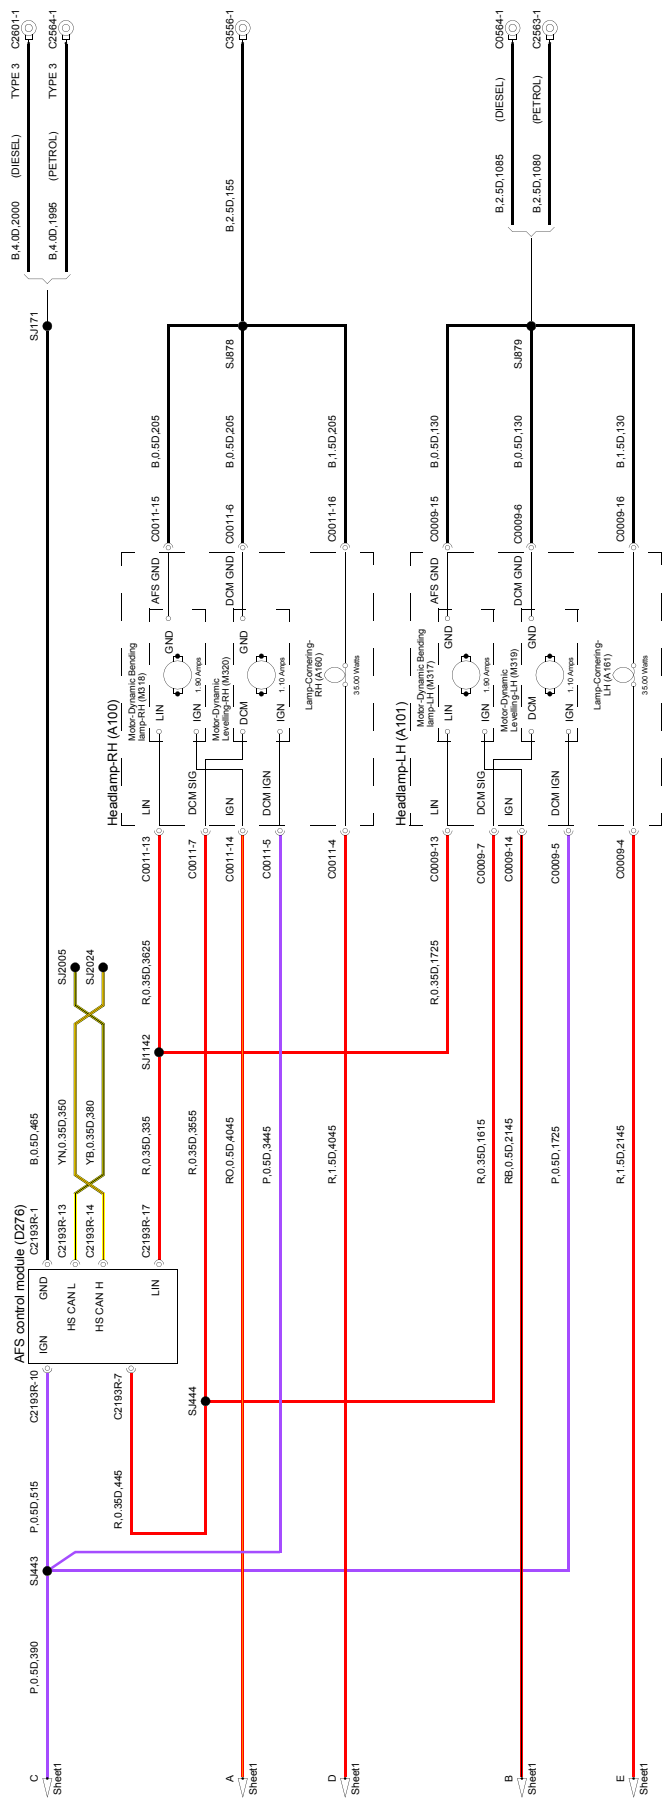 C2601-1
TYPE 3
(DIESEL)
B,4.0D,2000
C2564-1
TYPE 3
(PETROL)
B,4.0D,1995
SJ171
C3556-1
B,2.5D,155
SJ878
C0564-1
(DIESEL)
B,2.5D,1085
C2563-1
(PETROL)
B,2.5D,1080
SJ879
B,0.5D,205
B,0.5D,205
B,1.5D,205
B,0.5D,130
B,0.5D,130
B,1.5D,130
C0011-15
C0011-6
C0011-16
C0009-15
C0009-6
C0009-16
Headlamp-RH (A100)
AFS GND
DCM GND
Motor-Dynamic Bending
lamp-RH (M318)
GND
LIN
IGN
1.90 Amps
Motor-Dynamic
Levelling-RH (M320)
GND
DCM
IGN
1.10 Amps
Lamp-Cornering-
RH (A160)
35.00 Watts
LIN
DCM SIG
IGN
DCM IGN
Headlamp-LH (A101)
AFS GND
DCM GND
Motor-Dynamic Bending
lamp-LH (M317)
GND
LIN
IGN
1.90 Amps
Motor-Dynamic
Levelling-LH (M319)
GND
DCM
IGN
1.10 Amps
Lamp-Cornering-
LH (A161)
35.00 Watts
LIN
DCM SIG
IGN
DCM IGN
C0011-13
C0011-7
C0011-14
C0011-5
C0011-4
C0009-13
C0009-7
C0009-14
C0009-5
C0009-4
SJ2005
SJ2024
R,0.35D,3625
R,0.35D,1725
SJ1142
B,0.5D,465
YN,0.35D,350
YB,0.35D,380
R,0.35D,335
R,0.35D,3555
RO,0.5D,4045
P,0.5D,3445
R,1.5D,4045
R,0.35D,1615
RB,0.5D,2145
P,0.5D,1725
R,1.5D,2145
C2193R-1
C2193R-13
C2193R-14
C2193R-17
AFS control module (D276)
GND
HS CAN L
HS CAN H
LIN
IGN
C2193R-10
C2193R-7
SJ444
P,0.5D,515
R,0.35D,445
SJ443
P,0.5D,390
C
Sheet1
A
Sheet1
D
Sheet1
B
Sheet1
E
Sheet1